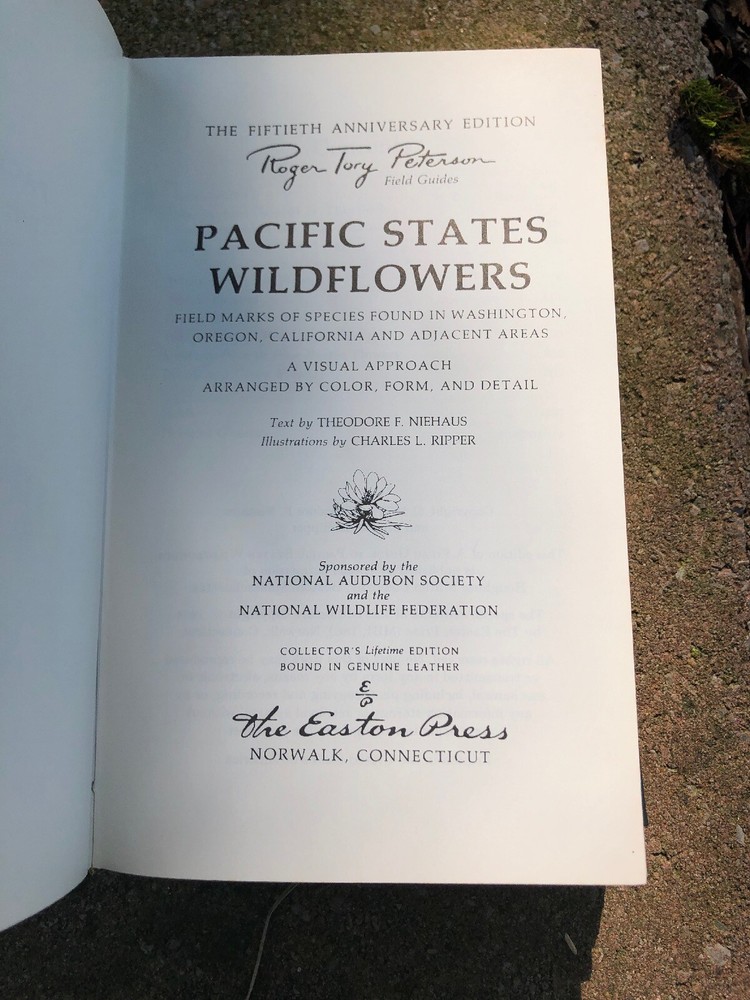 THE FIFTIETH ANNIVERSARY EDITION
Roger Tory Peterson
Field Guides
PACIFIC STATES
WILDFLOWERS
FIELD MARKS OF SPECIES FOUND IN WASHINGTON,
OREGON, CALIFORNIA AND ADJACENT AREAS
A VISUAL APPROACH
ARRANGED BY COLOR, FORM, AND DETAIL
Text by THEODORE F. NIEHAUS
Illustrations by CHARLES L. RIPPER
Sponsored by the
NATIONAL AUDUBON SOCIETY
and the
NATIONAL WILDLIFE FEDERATION
COLLECTOR'S Lifetime EDITION
BOUND IN GENUINE LEATHER
E
P
The Easton Press
NORWALK, CONNECTICUT